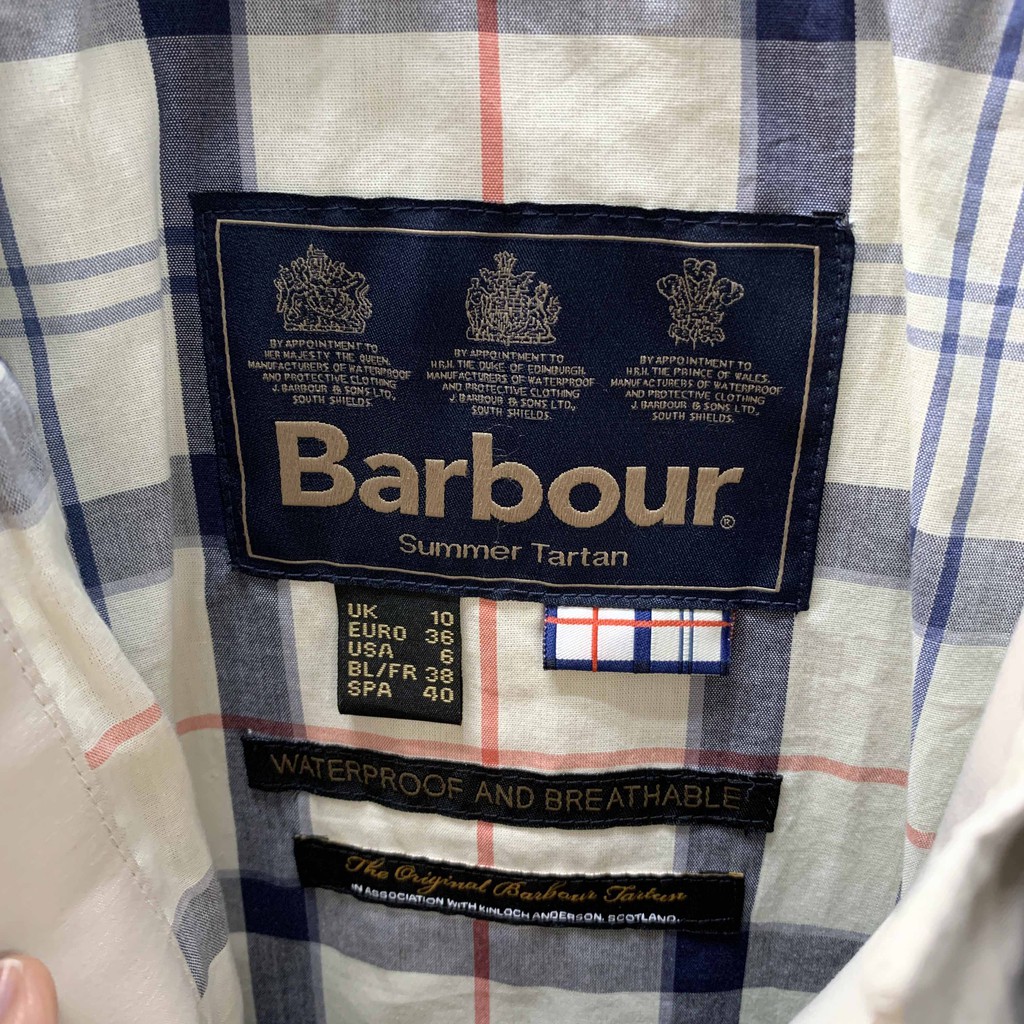 BY APPOINTMENT TO
HER MAJESTY THE QUEEN.
MANUFACTURERS OF WATERPROOF
AND PROTECTIVE CLOTHING
J. BARBOUR & SONS LTD.,
SOUTH SHIELDS.
BY APPOINTMENT TO
H.R.H. THE DUKE OF EDINBURGH.
MANUFACTURERS OF WATERPROOF
AND PROTECTIVE CLOTHING
J. BARBOUR & SONS LTD.,
SOUTH SHIELDS.
BY APPOINTMENT TO
H.R.H. THE PRINCE OF WALES.
MANUFACTURERS OF WATERPROOF
AND PROTECTIVE CLOTHING
J. BARBOUR & SONS LTD.,
SOUTH SHIELDS.
Barbour®
Summer Tartan
UK 10
EURO 36
USA 6
BL/FR 38
SPA 40
WATERPROOF AND BREATHABLE
The Original Barbour Tartan
IN ASSOCIATION WITH KINLOCH ANDERSON, SCOTLAND.